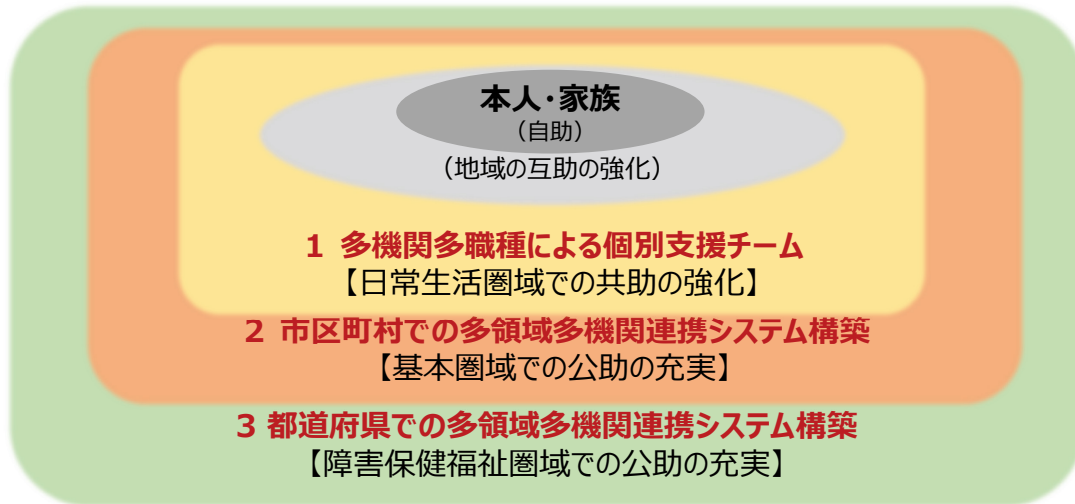 本人・家族
（自助）
（地域の互助の強化）
1 多機関多職種による個別支援チーム
【日常生活圏域での共助の強化】
2 市区町村での多領域多機関連携システム構築
【基本圏域での公助の充実】
3 都道府県での多領域多機関連携システム構築
【障害保健福祉圏域での公助の充実】